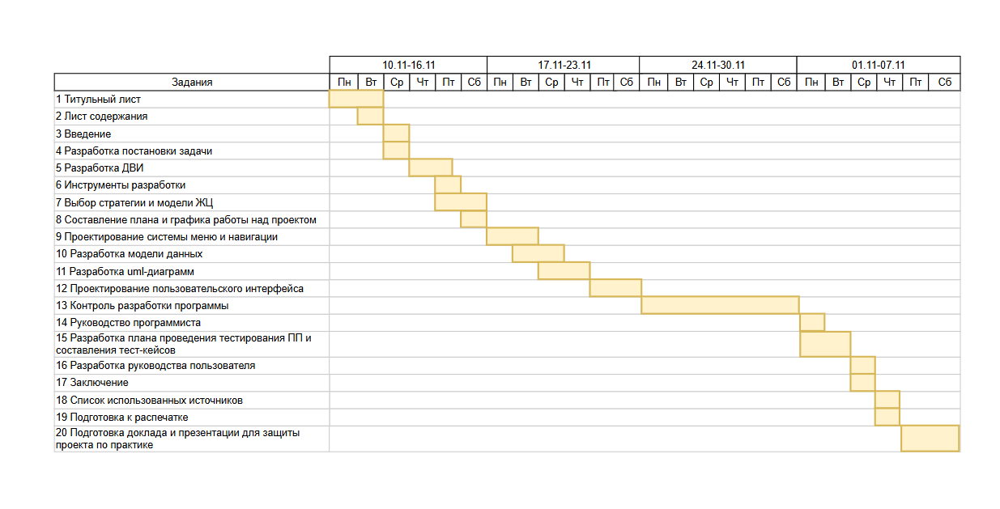 10.11-16.11 17.11-23.11 24.11-30.11 01.11-07.11
Задания Пн Вт Ср Чт Пт Сб Пн Вт Ср Чт Пт Сб Пн Вт Ср Чт Пт Сб Пн Вт Ср Чт Пт Сб
1 Титульный лист
2 Лист содержания
3 Введение
4 Разработка постановки задачи
5 Разработка ДВИ
6 Инструменты разработки
7 Выбор стратегии и модели ЖЦ
8 Составление плана и графика работы над проектом
9 Проектирование системы меню и навигации
10 Разработка модели данных
11 Разработка uml-диаграмм
12 Проектирование пользовательского интерфейса
13 Контроль разработки программы
14 Руководство программиста
15 Разработка плана проведения тестирования ПП и
составления тест-кейсов
16 Разработка руководства пользователя
17 Заключение
18 Список использованных источников
19 Подготовка к распечатке
20 Подготовка доклада и презентации для защиты
проекта по практике